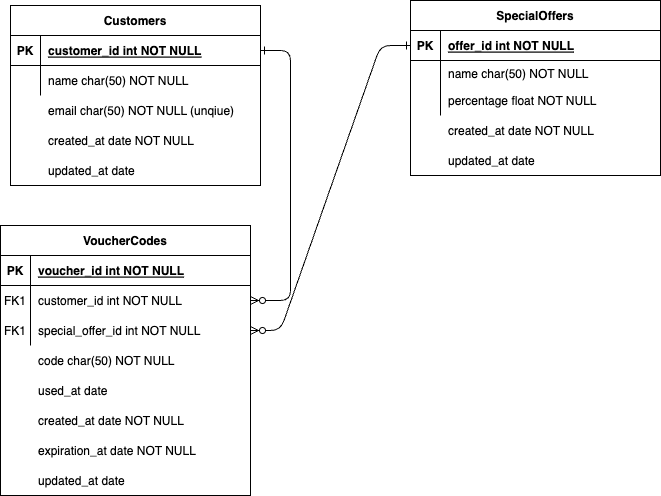 Customers
PK customer_id int NOT NULL
name char(50) NOT NULL
email char(50) NOT NULL (unqiue)
created_at date NOT NULL
updated_at date
SpecialOffers
PK offer_id int NOT NULL
name char(50) NOT NULL
percentage float NOT NULL
created_at date NOT NULL
updated_at date
VoucherCodes
PK voucher_id int NOT NULL
FK1 customer_id int NOT NULL
FK1 special_offer_id int NOT NULL
code char(50) NOT NULL
used_at date
created_at date NOT NULL
expiration_at date NOT NULL
updated_at date